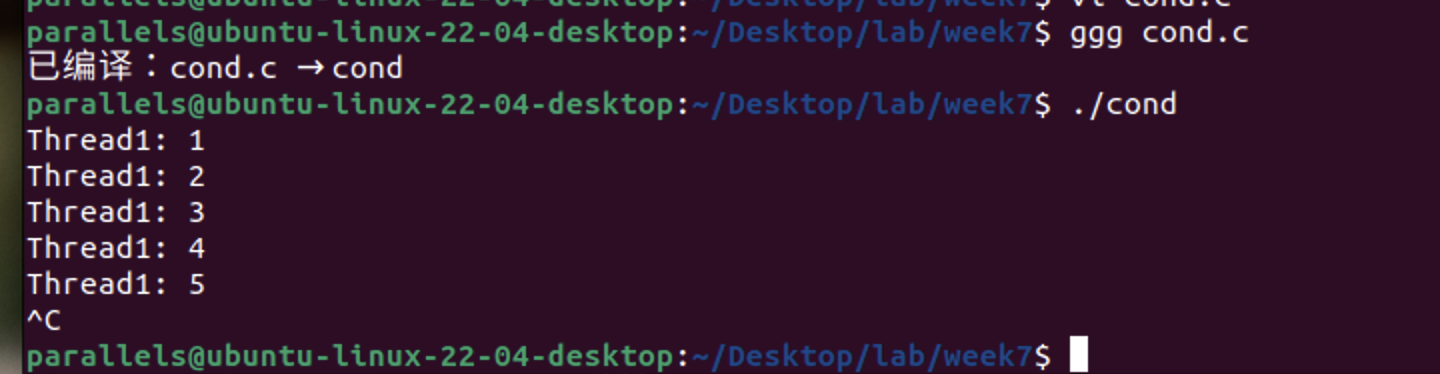 parallels@ubuntu-linux-22-04-desktop:~/Desktop/lab/week7$ vi cond.c
parallels@ubuntu-linux-22-04-desktop:~/Desktop/lab/week7$ ggg cond.c
已编译：cond.c →cond
parallels@ubuntu-linux-22-04-desktop:~/Desktop/lab/week7$ ./cond
Thread1: 1
Thread1: 2
Thread1: 3
Thread1: 4
Thread1: 5
^C
parallels@ubuntu-linux-22-04-desktop:~/Desktop/lab/week7$